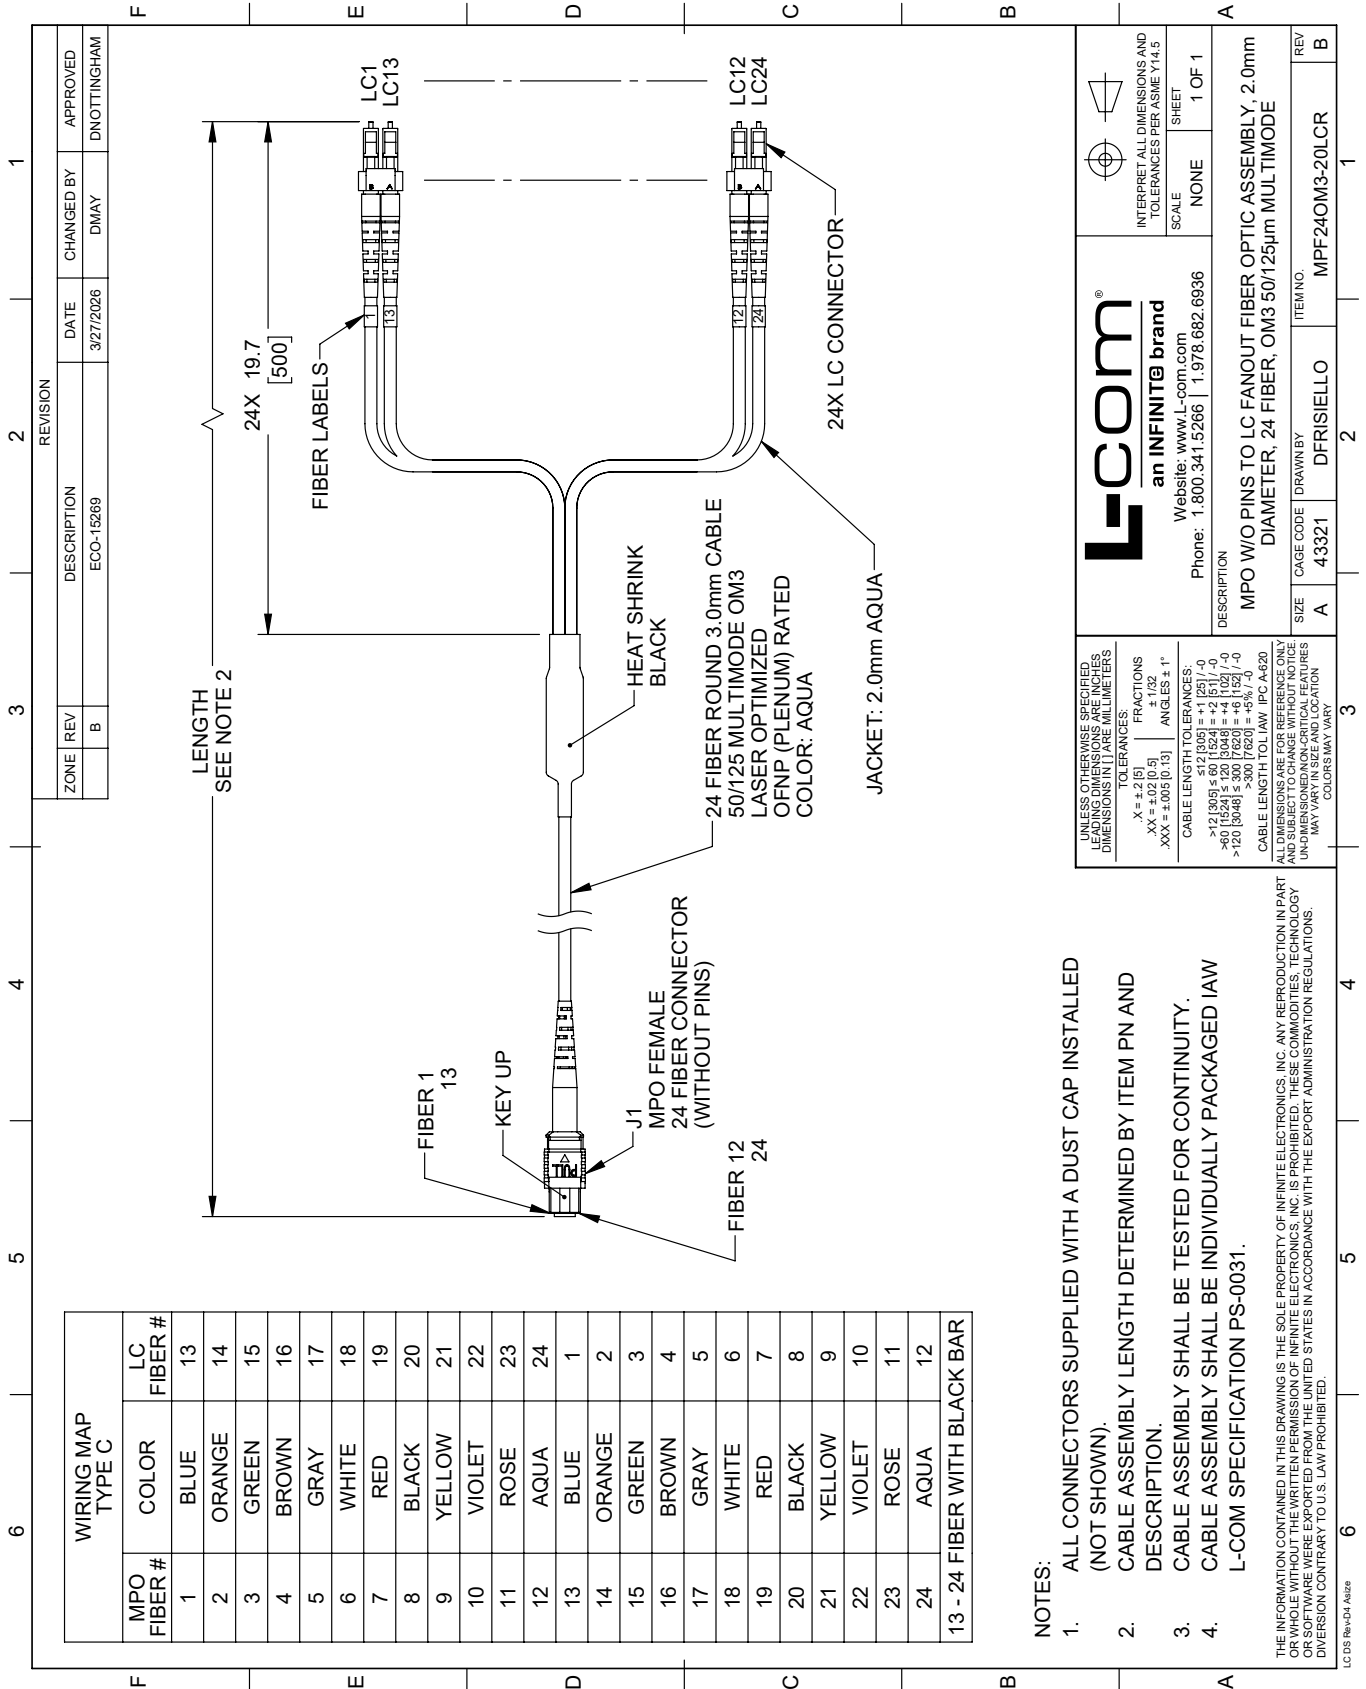 REVISION
ZONE REV DESCRIPTION DATE CHANGED BY APPROVED
B ECO-15269 3/27/2026 DMAY DNOTTINGHAM
6 5 4 3 2 1
F E D C B A
WIRING MAP
TYPE C
MPO FIBER # COLOR LC FIBER #
1 BLUE 13
2 ORANGE 14
3 GREEN 15
4 BROWN 16
5 GRAY 17
6 WHITE 18
7 RED 19
8 BLACK 20
9 YELLOW 21
10 VIOLET 22
11 ROSE 23
12 AQUA 24
13 BLUE 1
14 ORANGE 2
15 GREEN 3
16 BROWN 4
17 GRAY 5
18 WHITE 6
19 RED 7
20 BLACK 8
21 YELLOW 9
22 VIOLET 10
23 ROSE 11
24 AQUA 12
13 - 24 FIBER WITH BLACK BAR
LENGTH
SEE NOTE 2
24X 19.7
[500]
FIBER LABELS
LC1
LC13
B
A
1
13
LC12
LC24
B
A
12
24
24X LC CONNECTOR
HEAT SHRINK
BLACK
FIBER 1
13
KEY UP
PULL
J1
MPO FEMALE
24 FIBER CONNECTOR
(WITHOUT PINS)
FIBER 12
24
24 FIBER ROUND 3.0mm CABLE
50/125 MULTIMODE OM3
LASER OPTIMIZED
OFNP (PLENUM) RATED
COLOR: AQUA
JACKET: 2.0mm AQUA
NOTES:
1. ALL CONNECTORS SUPPLIED WITH A DUST CAP INSTALLED
(NOT SHOWN).
2. CABLE ASSEMBLY LENGTH DETERMINED BY ITEM PN AND
DESCRIPTION.
3. CABLE ASSEMBLY SHALL BE TESTED FOR CONTINUITY.
4. CABLE ASSEMBLY SHALL BE INDIVIDUALLY PACKAGED IAW
L-COM SPECIFICATION PS-0031.
THE INFORMATION CONTAINED IN THIS DRAWING IS THE SOLE PROPERTY OF INFINITE ELECTRONICS, INC. ANY REPRODUCTION IN PART
OR WHOLE WITHOUT THE WRITTEN PERMISSION OF INFINITE ELECTRONICS, INC. IS PROHIBITED. THESE COMMODITIES, TECHNOLOGY
OR SOFTWARE WERE EXPORTED FROM THE UNITED STATES IN ACCORDANCE WITH THE EXPORT ADMINISTRATION REGULATIONS.
DIVERSION CONTRARY TO U.S. LAW PROHIBITED.
LC DS Rev-D4 Asize
UNLESS OTHERWISE SPECIFIED
LEADING DIMENSIONS ARE INCHES
DIMENSIONS IN [ ] ARE MILLIMETERS
TOLERANCES:
.X = ±.2 [5] FRACTIONS
.XX = ±.02 [0.5] ± 1/32
.XXX = ±.005 [0.13] ANGLES ± 1°
CABLE LENGTH TOLERANCES:
≤12 [305] = +1 [25] / -0
>12 [305] ≤ 60 [1524] = +2 [51] / -0
>60 [1524] ≤ 120 [3048] = +4 [102] / -0
>120 [3048] ≤ 300 [7620] = +6 [152] / -0
>300 [7620] = +5% / -0
CABLE LENGTH TOL IAW IPC A-620
ALL DIMENSIONS ARE FOR REFERENCE ONLY
AND SUBJECT TO CHANGE WITHOUT NOTICE.
UN-DIMENSIONED/NON-CRITICAL FEATURES
MAY VARY IN SIZE AND LOCATION
COLORS MAY VARY
L-com®
an INFINITe brand
Website: www.L-com.com
Phone: 1.800.341.5266 | 1.978.682.6936
INTERPRET ALL DIMENSIONS AND
TOLERANCES PER ASME Y14.5
SCALE SHEET
NONE 1 OF 1
DESCRIPTION
MPO W/O PINS TO LC FANOUT FIBER OPTIC ASSEMBLY, 2.0mm
DIAMETER, 24 FIBER, OM3 50/125µm MULTIMODE
SIZE CAGE CODE DRAWN BY ITEM NO. REV
A 43321 DFRISIELLO MPF24OM3-20LCR B
6 5 4 3 2 1
F E D C B A